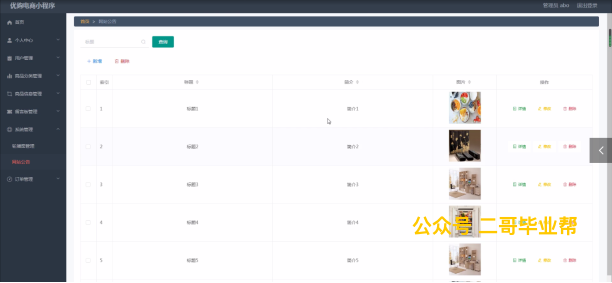 优购电商小程序
管理员 abo 退出登录
首页 网站公告
首页
个人中心
用户管理
商品分类管理
商品信息管理
系统管理
轮播图管理
网站公告
订单管理
标题 查询
新增 删除
索引 标题 简介 图片 操作
1 标题1 简介1 详情 修改 删除
2 标题2 简介2 详情 修改 删除
3 标题3 简介3 详情 修改 删除
4 标题4 简介4 详情 修改 删除
公众号 二哥毕业帮
5 标题5 简介5 详情 修改 删除